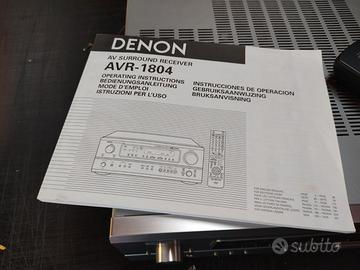 DENON
AV SURROUND RECEIVER
AVR-1804
OPERATING INSTRUCTIONS
BEDIENUNGSANLEITUNG
MODE D'EMPLOI
ISTRUZIONI PER L'USO
INSTRUCCIONES DE OPERACION
GEBRUIKSAANWIJZING
BRUKSANVISNING
subito